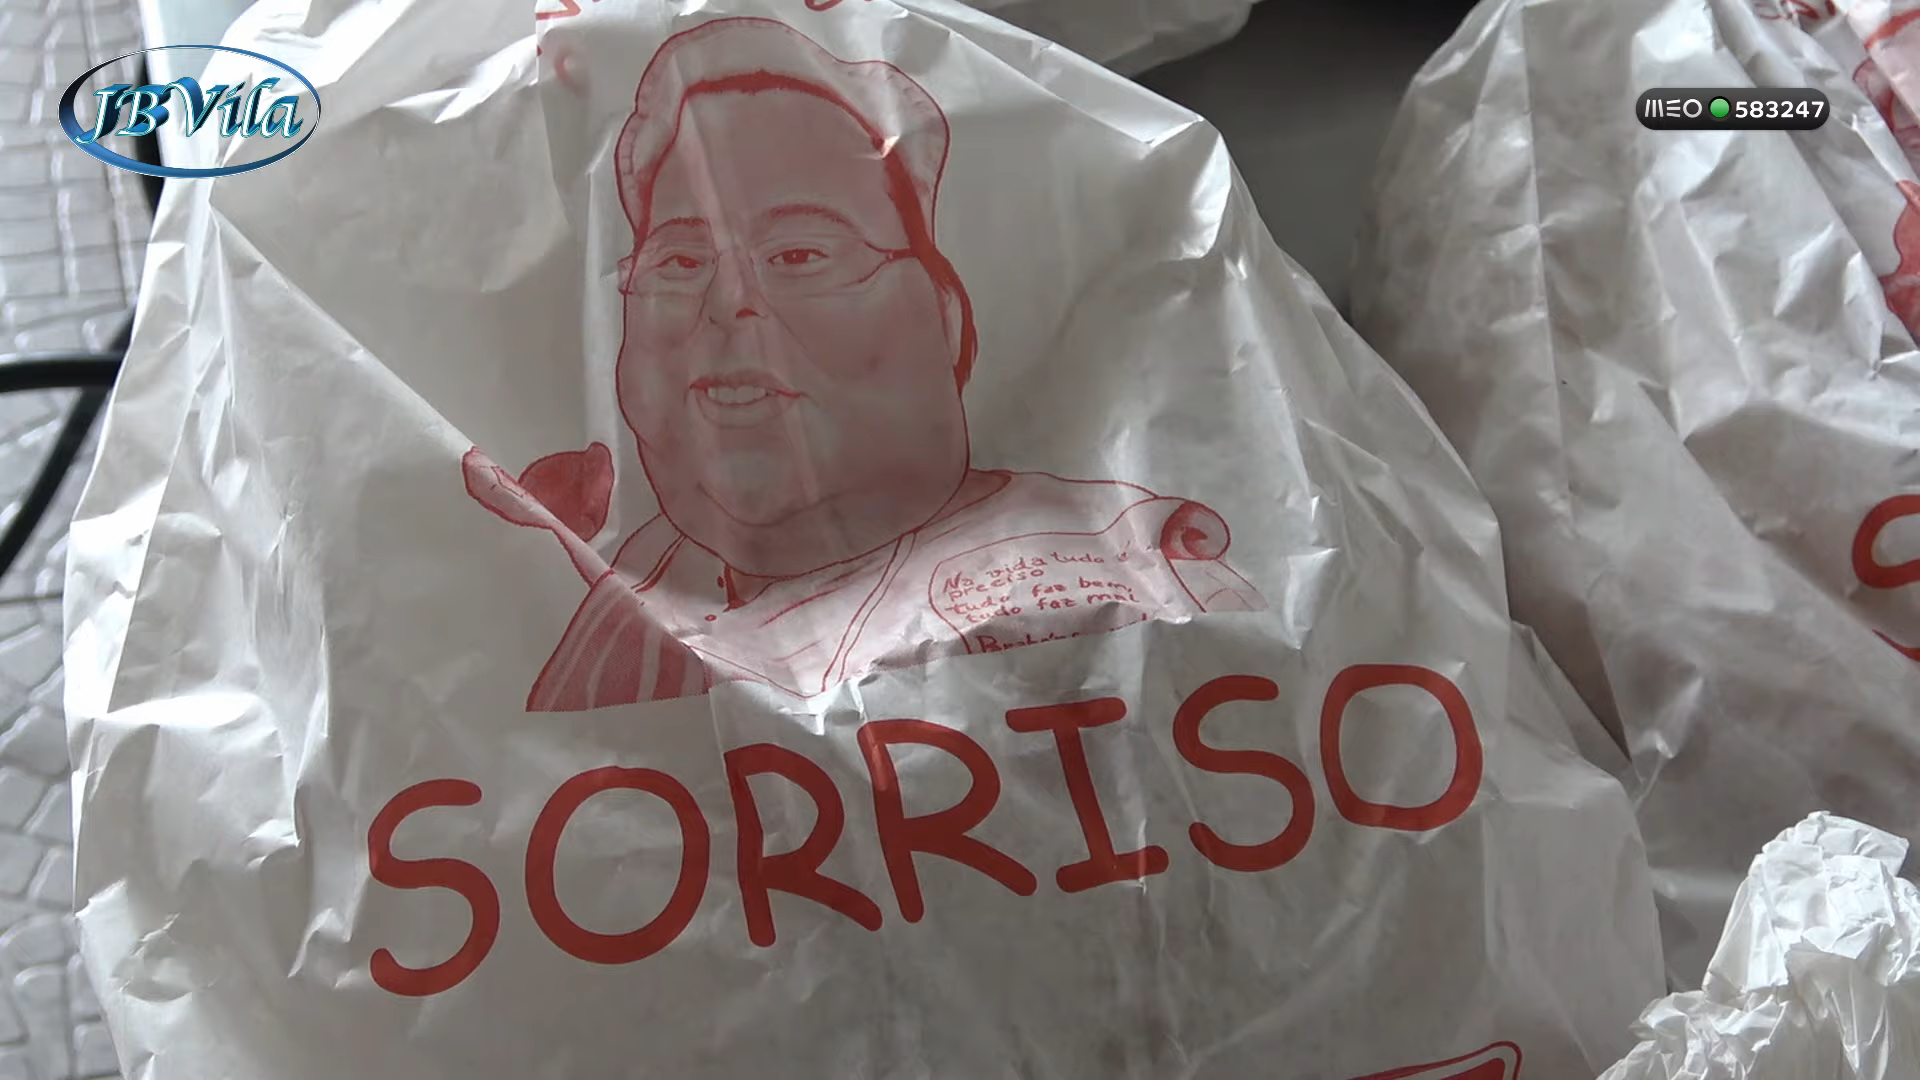 JB Vila
MEO 583247
Na vida tudo é
preciso
tudo faz bem,
tudo faz mal
SORRISO